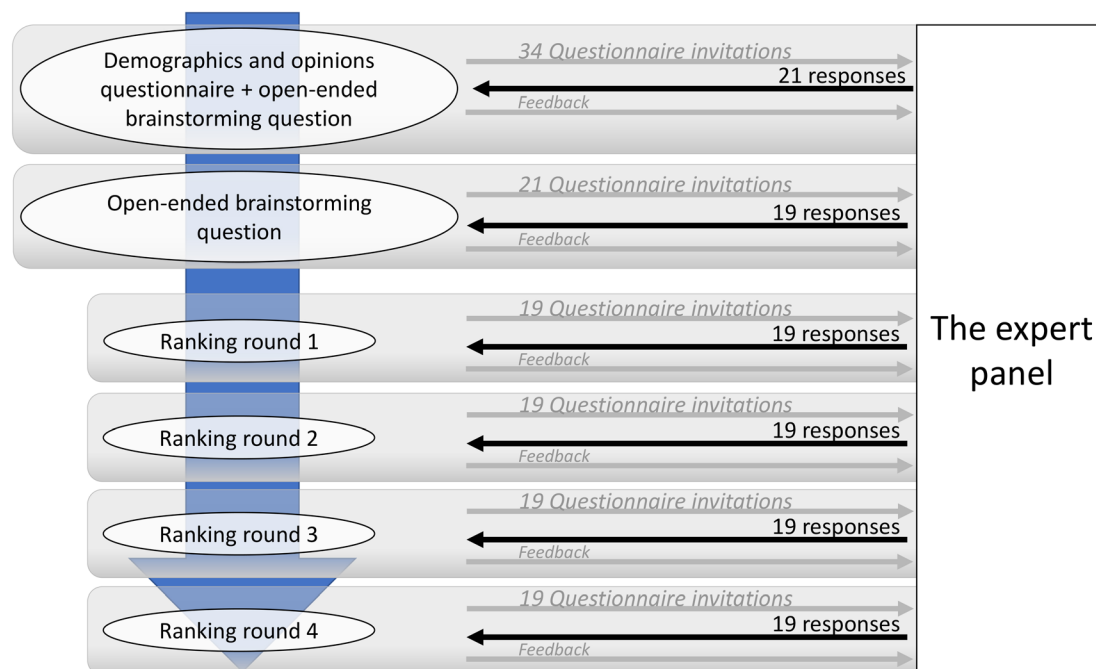 Demographics and opinions
questionnaire + open-ended
brainstorming question
34 Questionnaire invitations
21 responses
Feedback
Open-ended brainstorming
question
21 Questionnaire invitations
19 responses
Feedback
Ranking round 1
19 Questionnaire invitations
19 responses
Feedback
Ranking round 2
19 Questionnaire invitations
19 responses
Feedback
Ranking round 3
19 Questionnaire invitations
19 responses
Feedback
Ranking round 4
19 Questionnaire invitations
19 responses
Feedback
The expert
panel